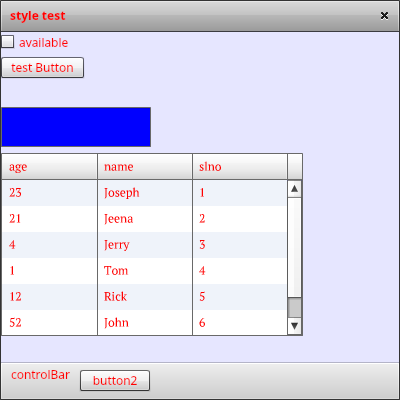 style test
available
test Button
age name slno
23 Joseph 1
21 Jeena 2
4 Jerry 3
1 Tom 4
12 Rick 5
52 John 6
controlBar button2